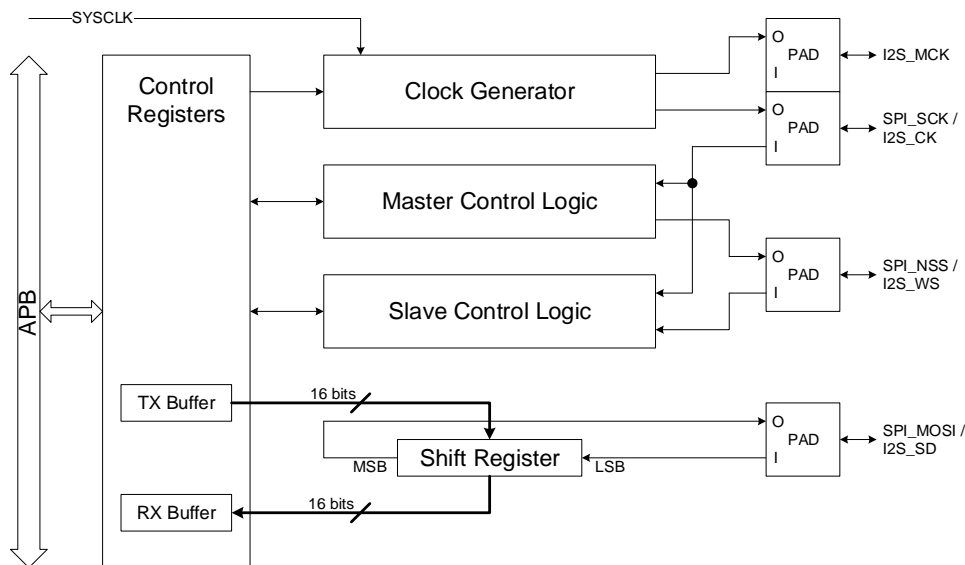 SYSCLK
APB
Control
Registers
Clock Generator
O
PAD
I
I2S_MCK
O
PAD
I
SPI_SCK /
I2S_CK
Master Control Logic
O
PAD
I
SPI_NSS /
I2S_WS
Slave Control Logic
TX Buffer
16 bits
O
PAD
I
SPI_MOSI /
I2S_SD
MSB
Shift Register
LSB
RX Buffer
16 bits